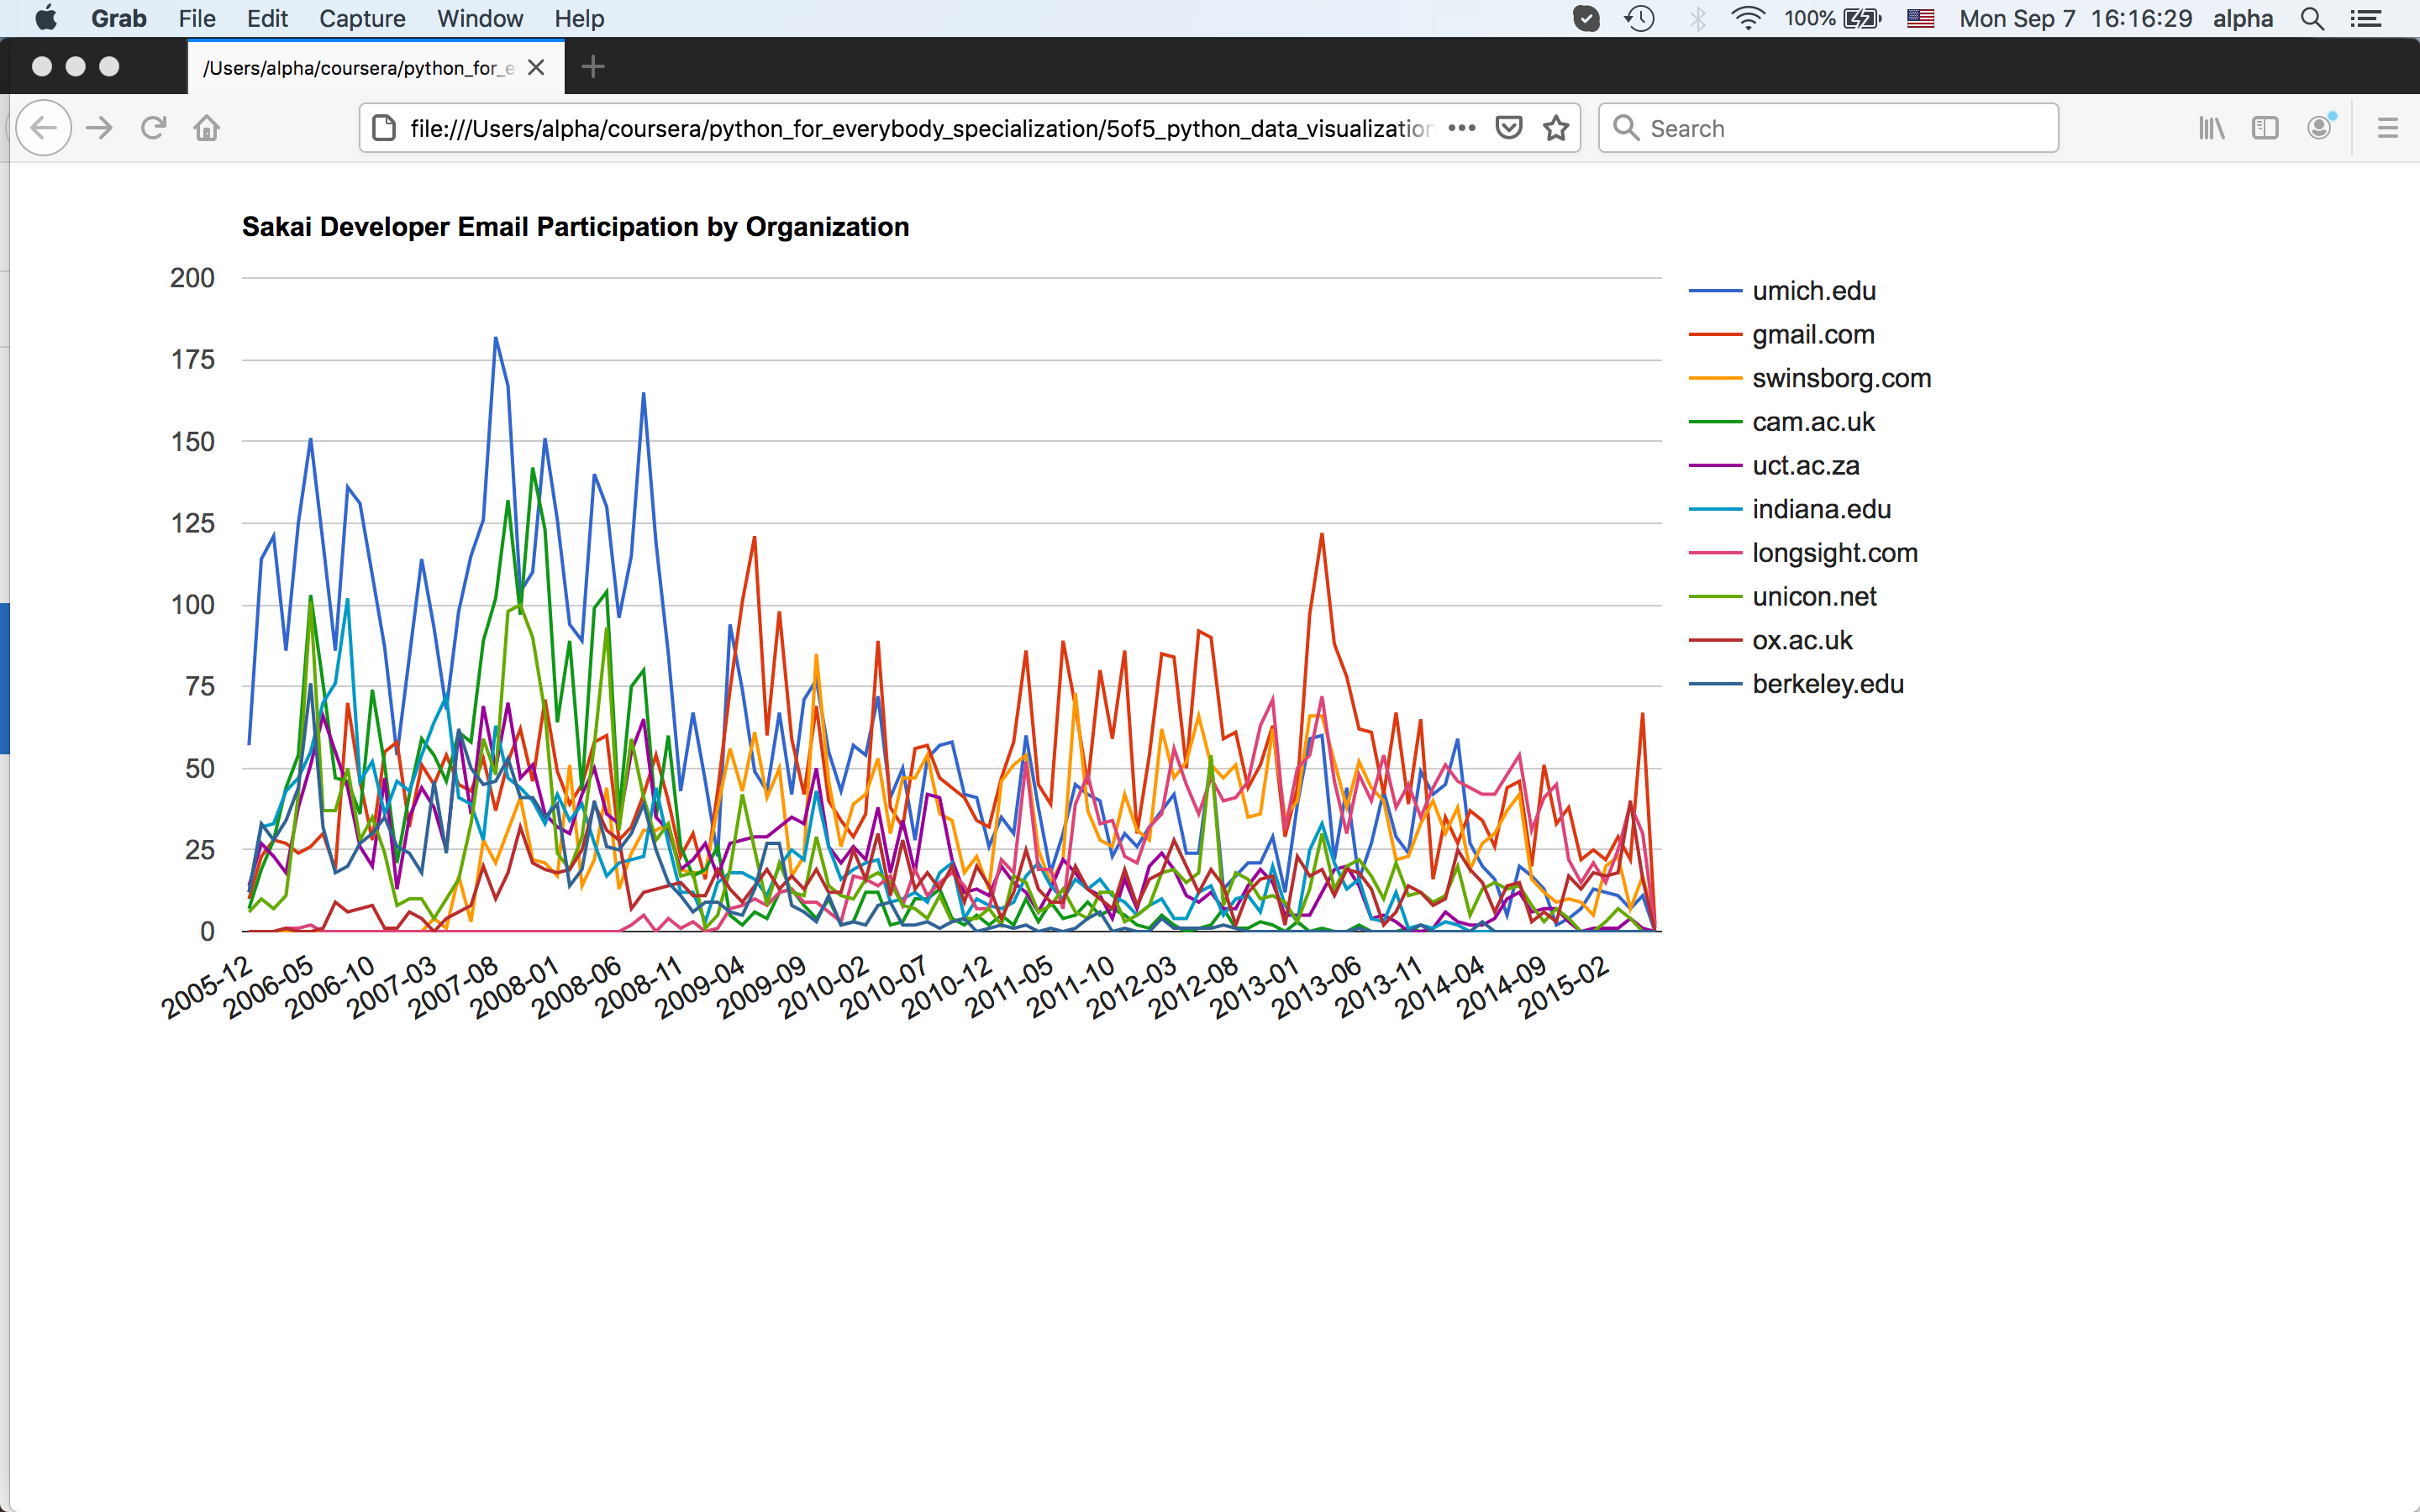 Grab File Edit Capture Window Help 100% Mon Sep 7 16:16:29 alpha
/Users/alpha/coursera/python_for_e
file:///Users/alpha/coursera/python_for_everybody_specialization/5of5_python_data_visualization Search
Sakai Developer Email Participation by Organization
200
175
150
125
100
75
50
25
0
umich.edu
gmail.com
swinsborg.com
cam.ac.uk
uct.ac.za
indiana.edu
longsight.com
unicon.net
ox.ac.uk
berkeley.edu
2005-12
2006-05
2006-10
2007-03
2007-08
2008-01
2008-06
2008-11
2009-04
2009-09
2010-02
2010-07
2010-12
2011-05
2011-10
2012-03
2012-08
2013-01
2013-06
2013-11
2014-04
2014-09
2015-02